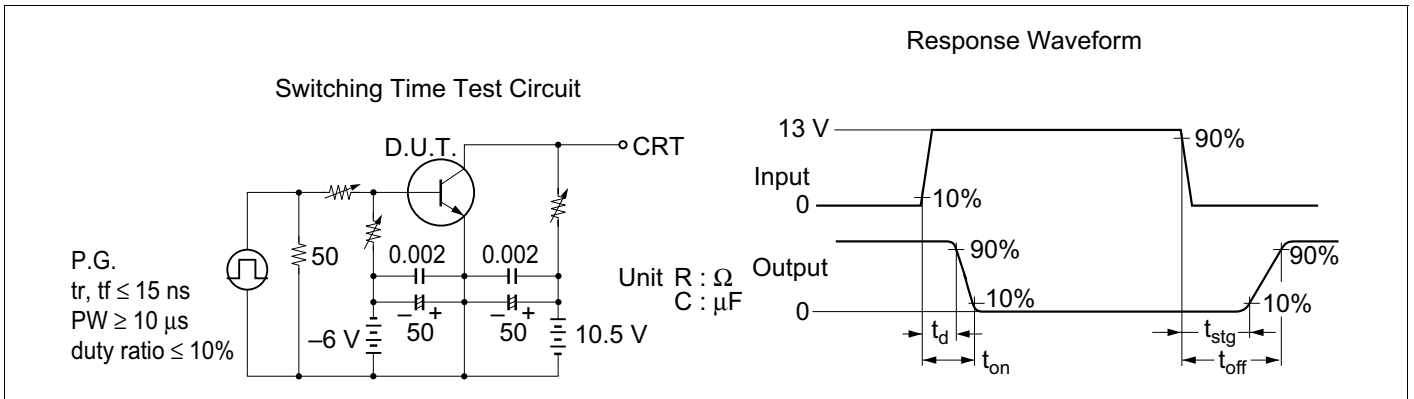 Response Waveform
Switching Time Test Circuit
D.U.T.
CRT
50
0.002
0.002
P.G.
tr, tf ≤ 15 ns
PW ≥ 10 μs
duty ratio ≤ 10%
– +
50
– +
50
–6 V
10.5 V
Unit R : Ω
C : μF
13 V
90%
Input
10%
0
Output
90%
90%
10%
10%
0
td
tstg
ton
toff